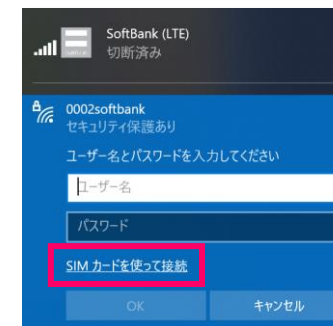 SoftBank (LTE)
切断済み
0002softbank
セキュリティ保護あり
ユーザー名とパスワードを入力してください
ユーザー名
パスワード
SIM カードを使って接続
OK
キャンセル